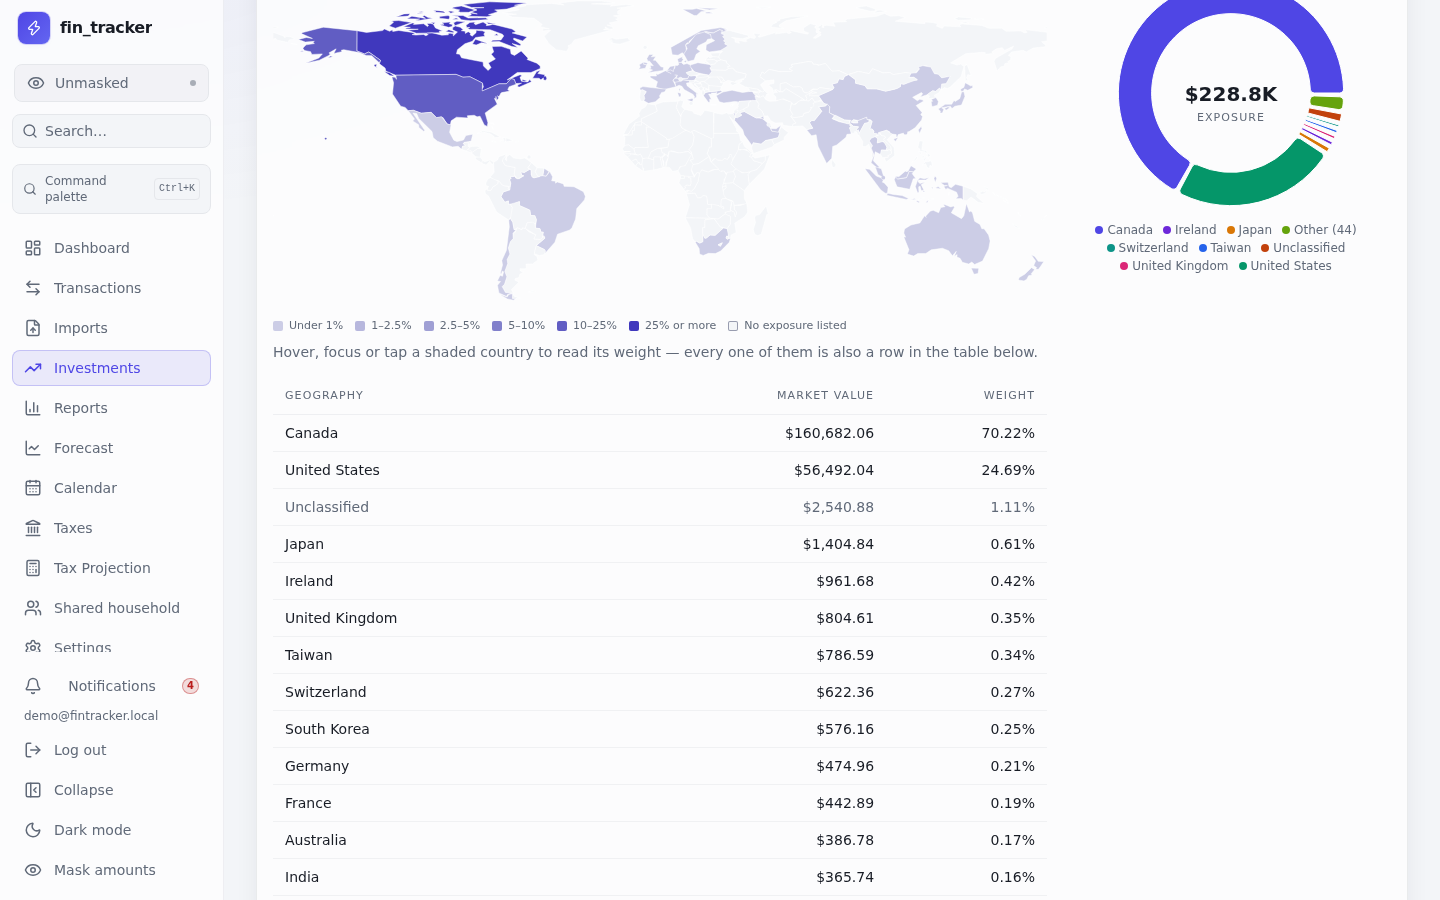 fin_tracker
Unmasked
Search...
Command palette
Ctrl+K
Dashboard
Transactions
Imports
Investments
Reports
Forecast
Calendar
Taxes
Tax Projection
Shared household
Settings
Notifications
4
demo@fintracker.local
Log out
Collapse
Dark mode
Mask amounts
Under 1% 1–2.5% 2.5–5% 5–10% 10–25% 25% or more No exposure listed
Hover, focus or tap a shaded country to read its weight — every one of them is also a row in the table below.
GEOGRAPHY MARKET VALUE WEIGHT
Canada $160,682.06 70.22%
United States $56,492.04 24.69%
Unclassified $2,540.88 1.11%
Japan $1,404.84 0.61%
Ireland $961.68 0.42%
United Kingdom $804.61 0.35%
Taiwan $786.59 0.34%
Switzerland $622.36 0.27%
South Korea $576.16 0.25%
Germany $474.96 0.21%
France $442.89 0.19%
Australia $386.78 0.17%
India $365.74 0.16%
$228.8K
EXPOSURE
Canada Ireland Japan Other (44)
Switzerland Taiwan Unclassified
United Kingdom United States